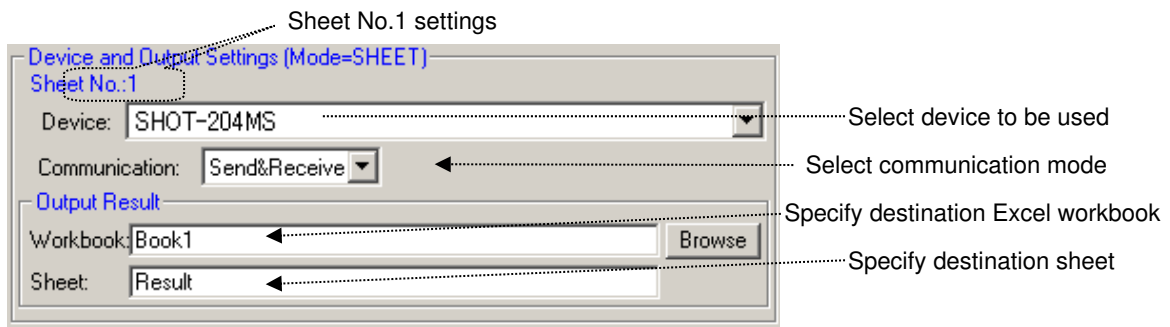 Sheet No.1 settings
Device and Output Settings (Mode=SHEET)
Sheet No.:1
Device: SHOT-204MS
Select device to be used
Communication: Send&Receive
Select communication mode
Output Result
Specify destination Excel workbook
Workbook: Book1 Browse
Specify destination sheet
Sheet: Result